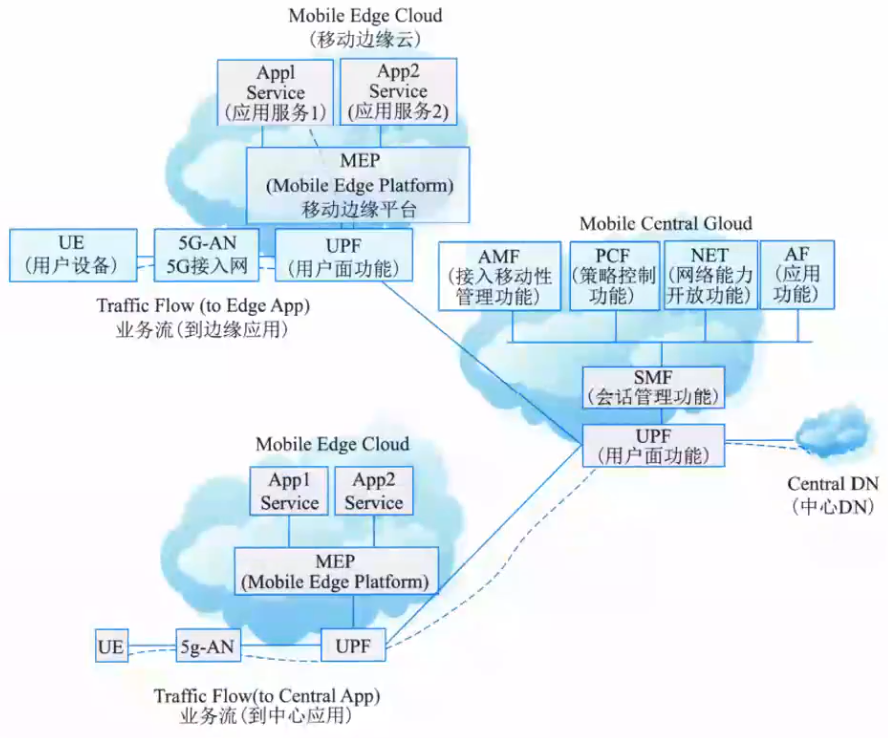 Mobile Edge Cloud
(移动边缘云)
App1
Service
(应用服务1)
App2
Service
(应用服务2)
MEP
(Mobile Edge Platform)
移动边缘平台
UE
(用户设备)
5G-AN
5G接入网
UPF
(用户面功能)
Traffic Flow (to Edge App)
业务流(到边缘应用)
Mobile Central Gloud
AMF
(接入移动性
管理功能)
PCF
(策略控制
功能)
NET
(网络能力
开放功能)
AF
(应用
功能)
SMF
(会话管理功能)
UPF
(用户面功能)
Central DN
(中心DN)
Mobile Edge Cloud
App1
Service
App2
Service
MEP
(Mobile Edge Platform)
UE
5g-AN
UPF
Traffic Flow(to Central App)
业务流(到中心应用)